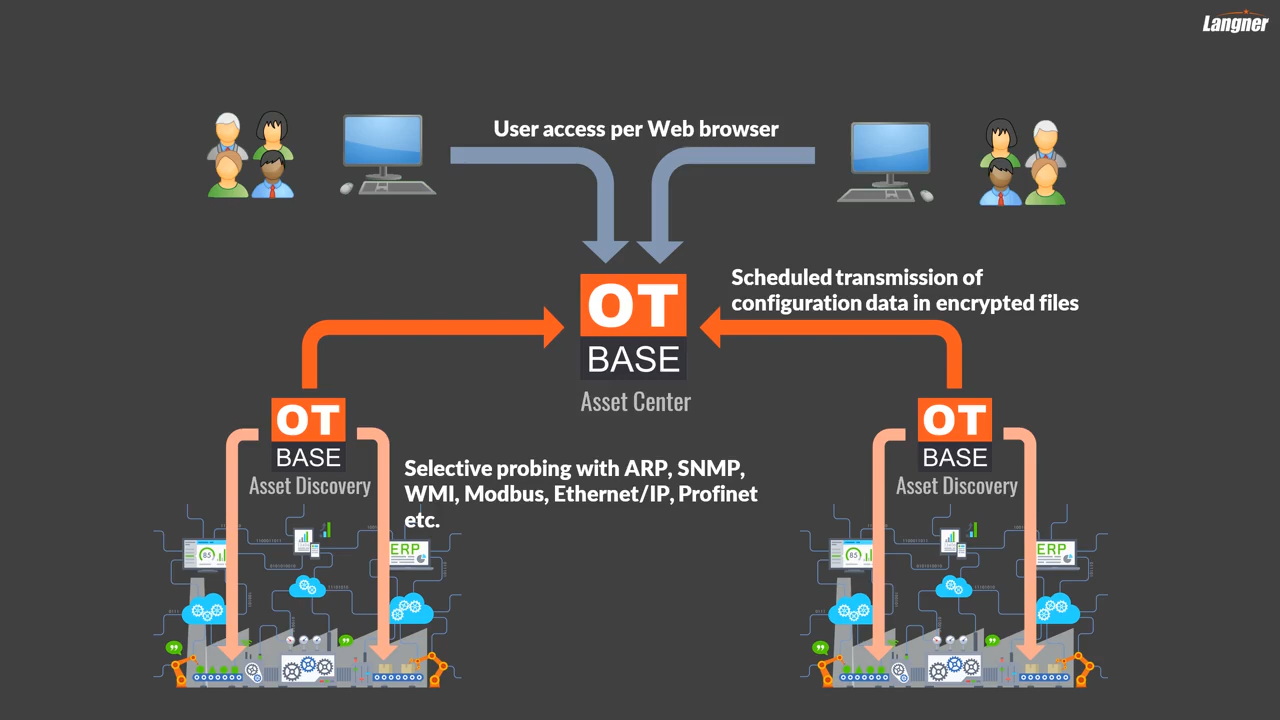 Langner
User access per Web browser
Scheduled transmission of
configuration data in encrypted files
OT
BASE
Asset Center
OT
BASE
Asset Discovery
OT
BASE
Asset Discovery
Selective probing with ARP, SNMP,
WMI, Modbus, Ethernet/IP, Profinet
etc.
85
ERP
85
ERP